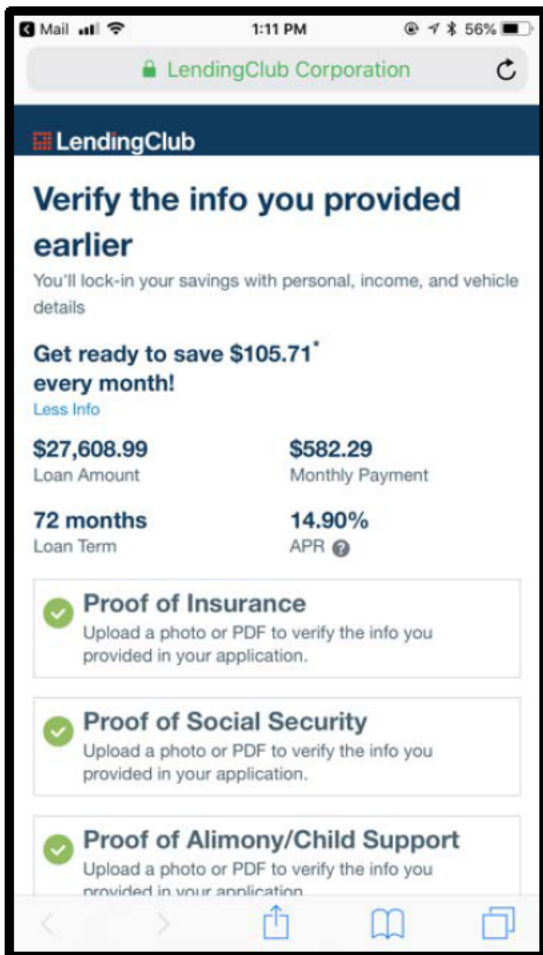 Mail 1:11 PM 56%
LendingClub Corporation
LendingClub
Verify the info you provided
earlier
You'll lock-in your savings with personal, income, and vehicle
details
Get ready to save $105.71*
every month!
Less Info
$27,608.99 $582.29
Loan Amount Monthly Payment
72 months 14.90%
Loan Term APR ?
Proof of Insurance
Upload a photo or PDF to verify the info you
provided in your application.
Proof of Social Security
Upload a photo or PDF to verify the info you
provided in your application.
Proof of Alimony/Child Support
Upload a photo or PDF to verify the info you
provided in your application